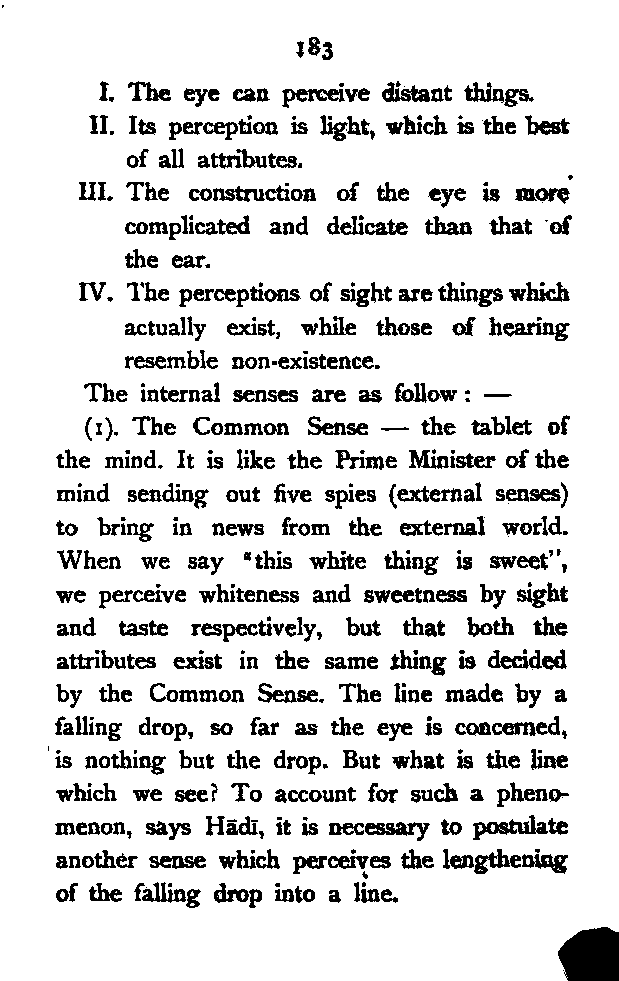 183
I. The eye can perceive distant things.
II. Its perception is light, which is the best
of all attributes.
III. The construction of the eye is more
complicated and delicate than that of
the ear.
IV. The perceptions of sight are things which
actually exist, while those of hearing
resemble non-existence.
The internal senses are as follow : —
(1). The Common Sense — the tablet of
the mind. It is like the Prime Minister of the
mind sending out five spies (external senses)
to bring in news from the external world.
When we say "this white thing is sweet",
we perceive whiteness and sweetness by sight
and taste respectively, but that both the
attributes exist in the same thing is decided
by the Common Sense. The line made by a
falling drop, so far as the eye is concerned,
is nothing but the drop. But what is the line
which we see? To account for such a pheno-
menon, says Hādī, it is necessary to postulate
another sense which perceives the lengthening
of the falling drop into a line.